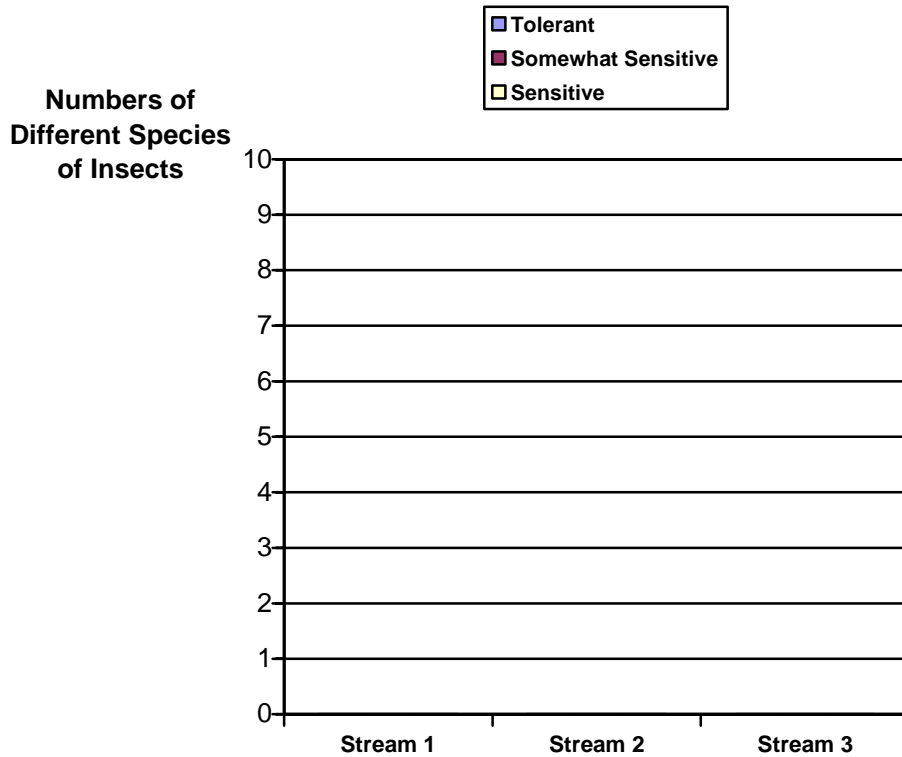 Tolerant
Somewhat Sensitive
Sensitive
Numbers of
Different Species
of Insects
10
9
8
7
6
5
4
3
2
1
0
Stream 1
Stream 2
Stream 3